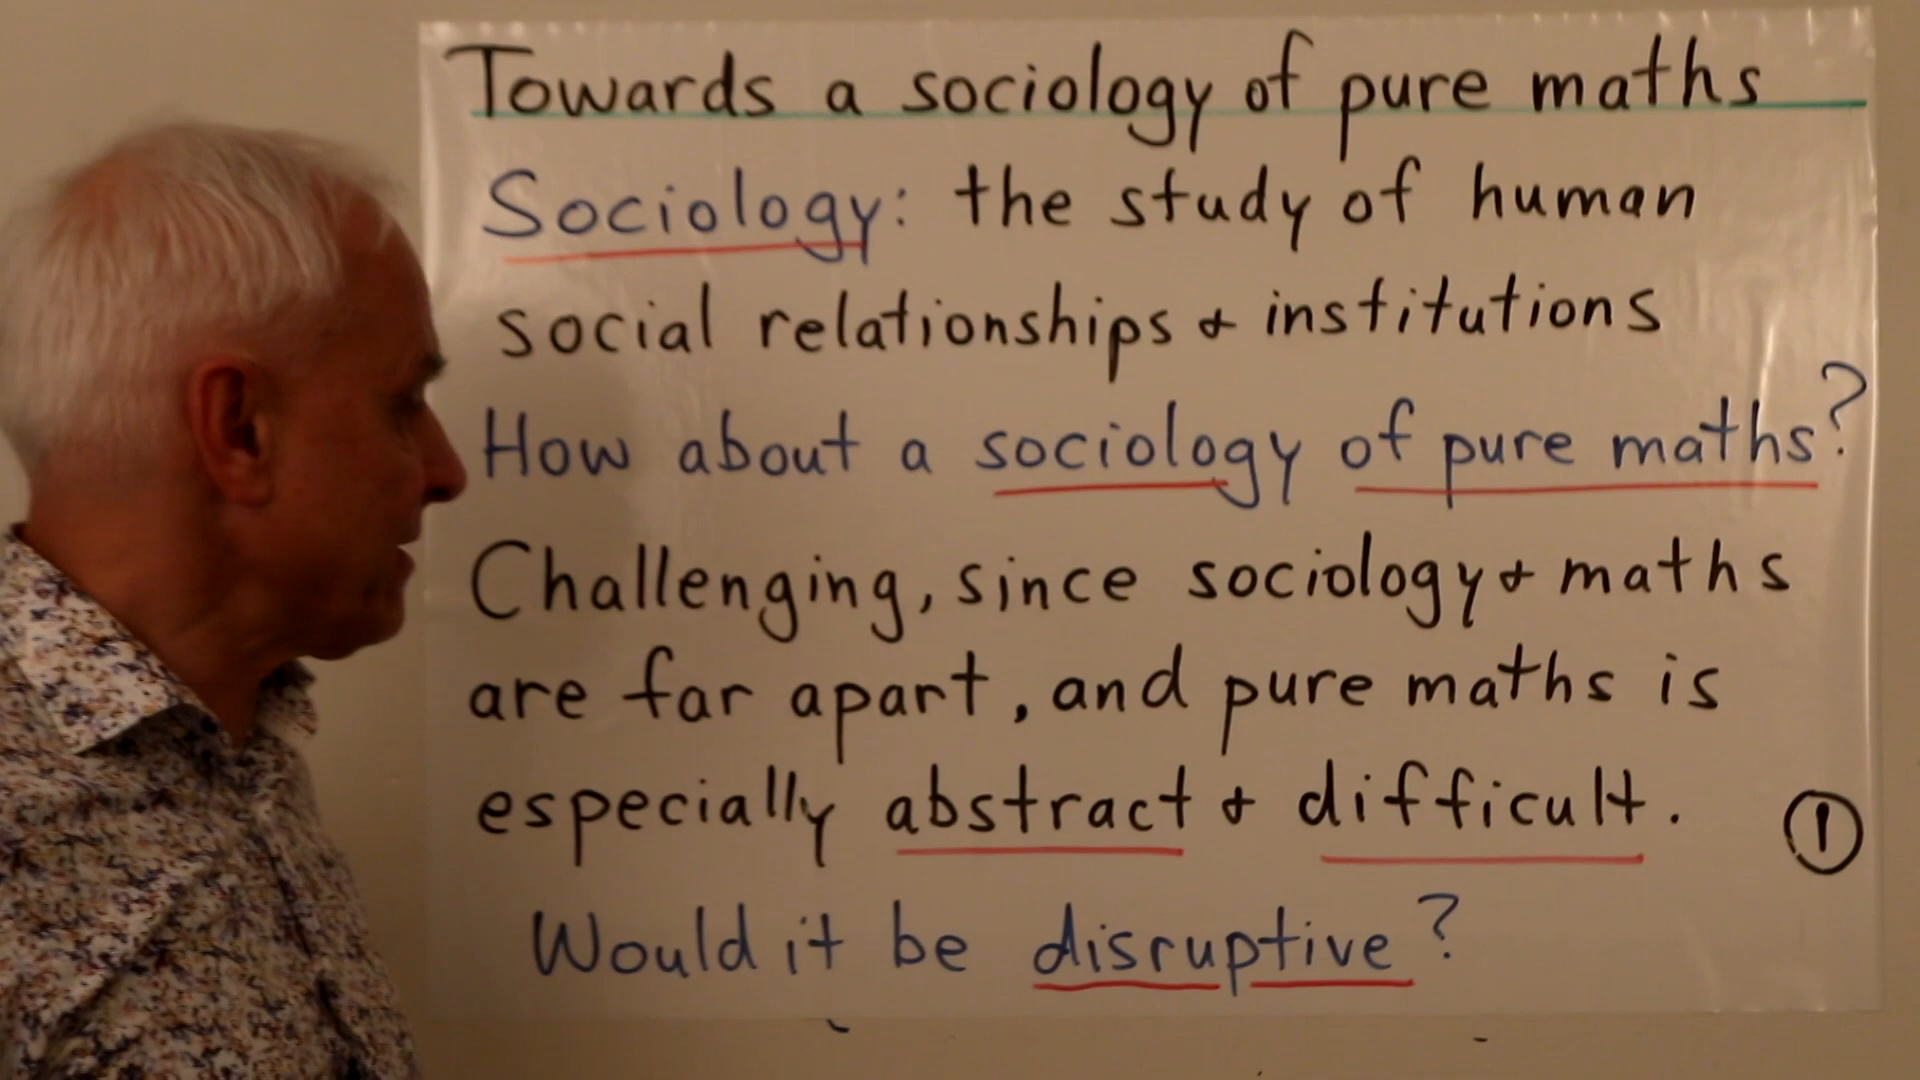 Towards a sociology of pure maths
Sociology: the study of human
social relationships & institutions
How about a sociology of pure maths?
Challenging, since sociology & maths
are far apart, and pure maths is
especially abstract & difficult.
1
Would it be disruptive?